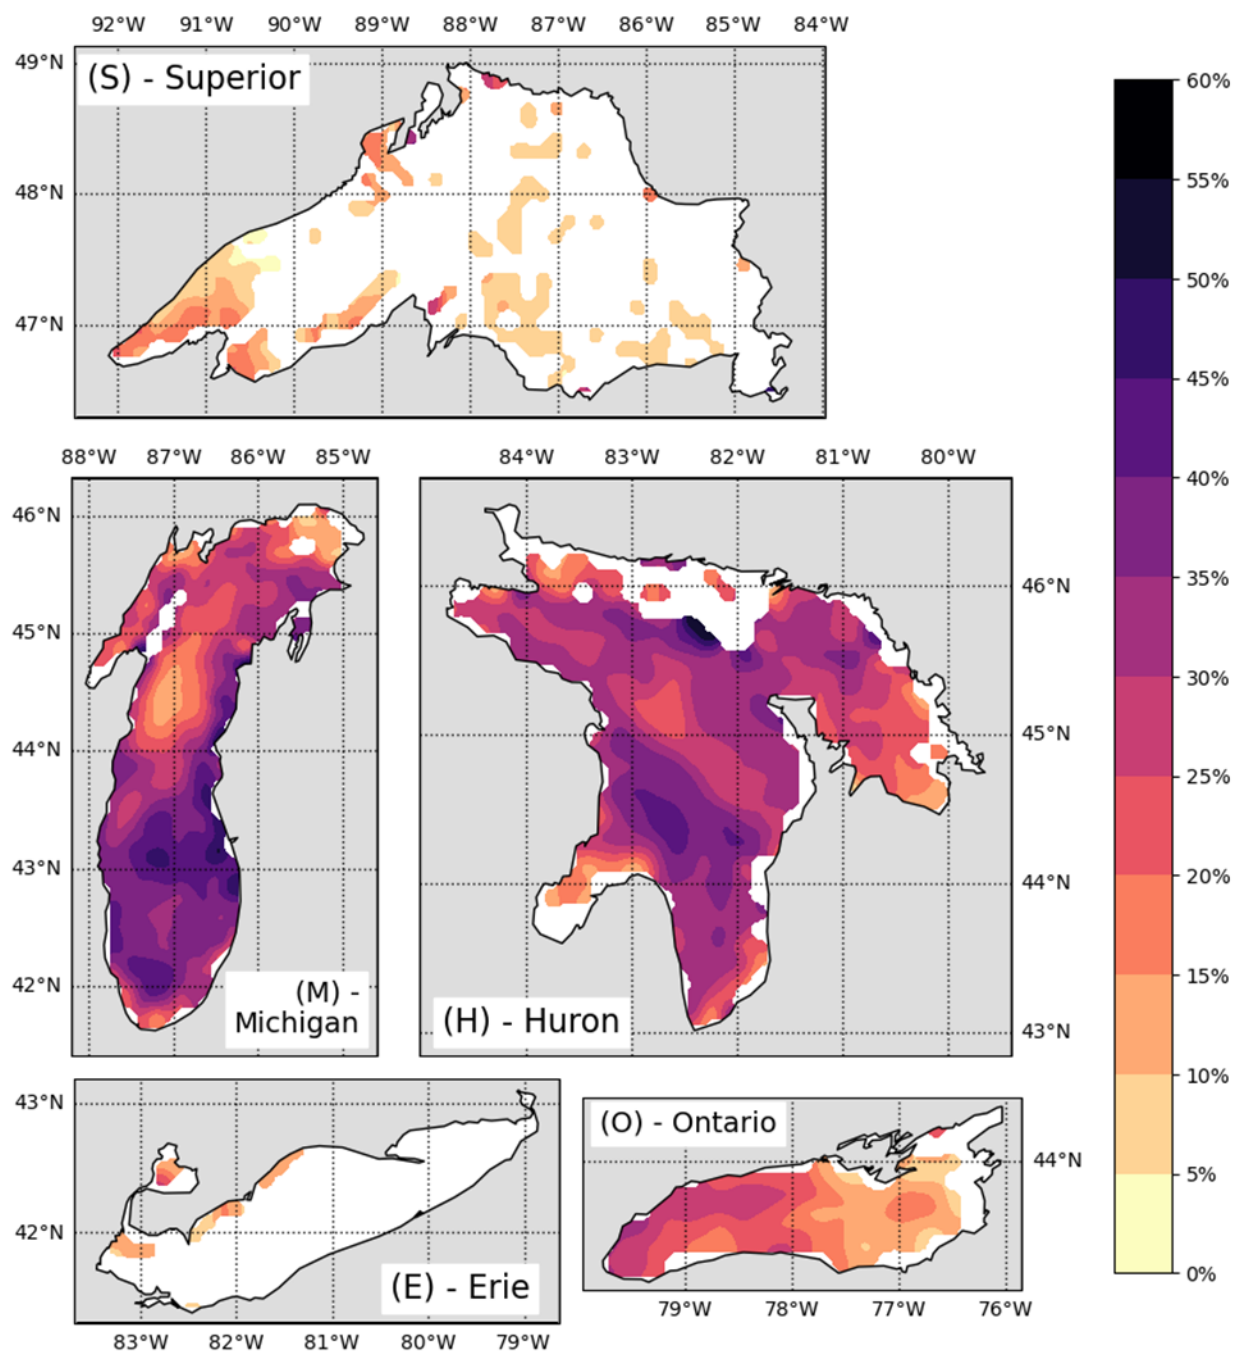 92°W 91°W 90°W 89°W 88°W 87°W 86°W 85°W 84°W
49°N
(S) - Superior
48°N
47°N
60%
55%
50%
45%
40%
35%
30%
25%
20%
15%
10%
5%
0%
88°W 87°W 86°W 85°W
46°N
45°N
44°N
43°N
42°N
(M) -
Michigan
84°W 83°W 82°W 81°W 80°W
46°N
45°N
44°N
43°N
(H) - Huron
43°N
42°N
(E) - Erie
83°W 82°W 81°W 80°W 79°W
(O) - Ontario
44°N
79°W 78°W 77°W 76°W